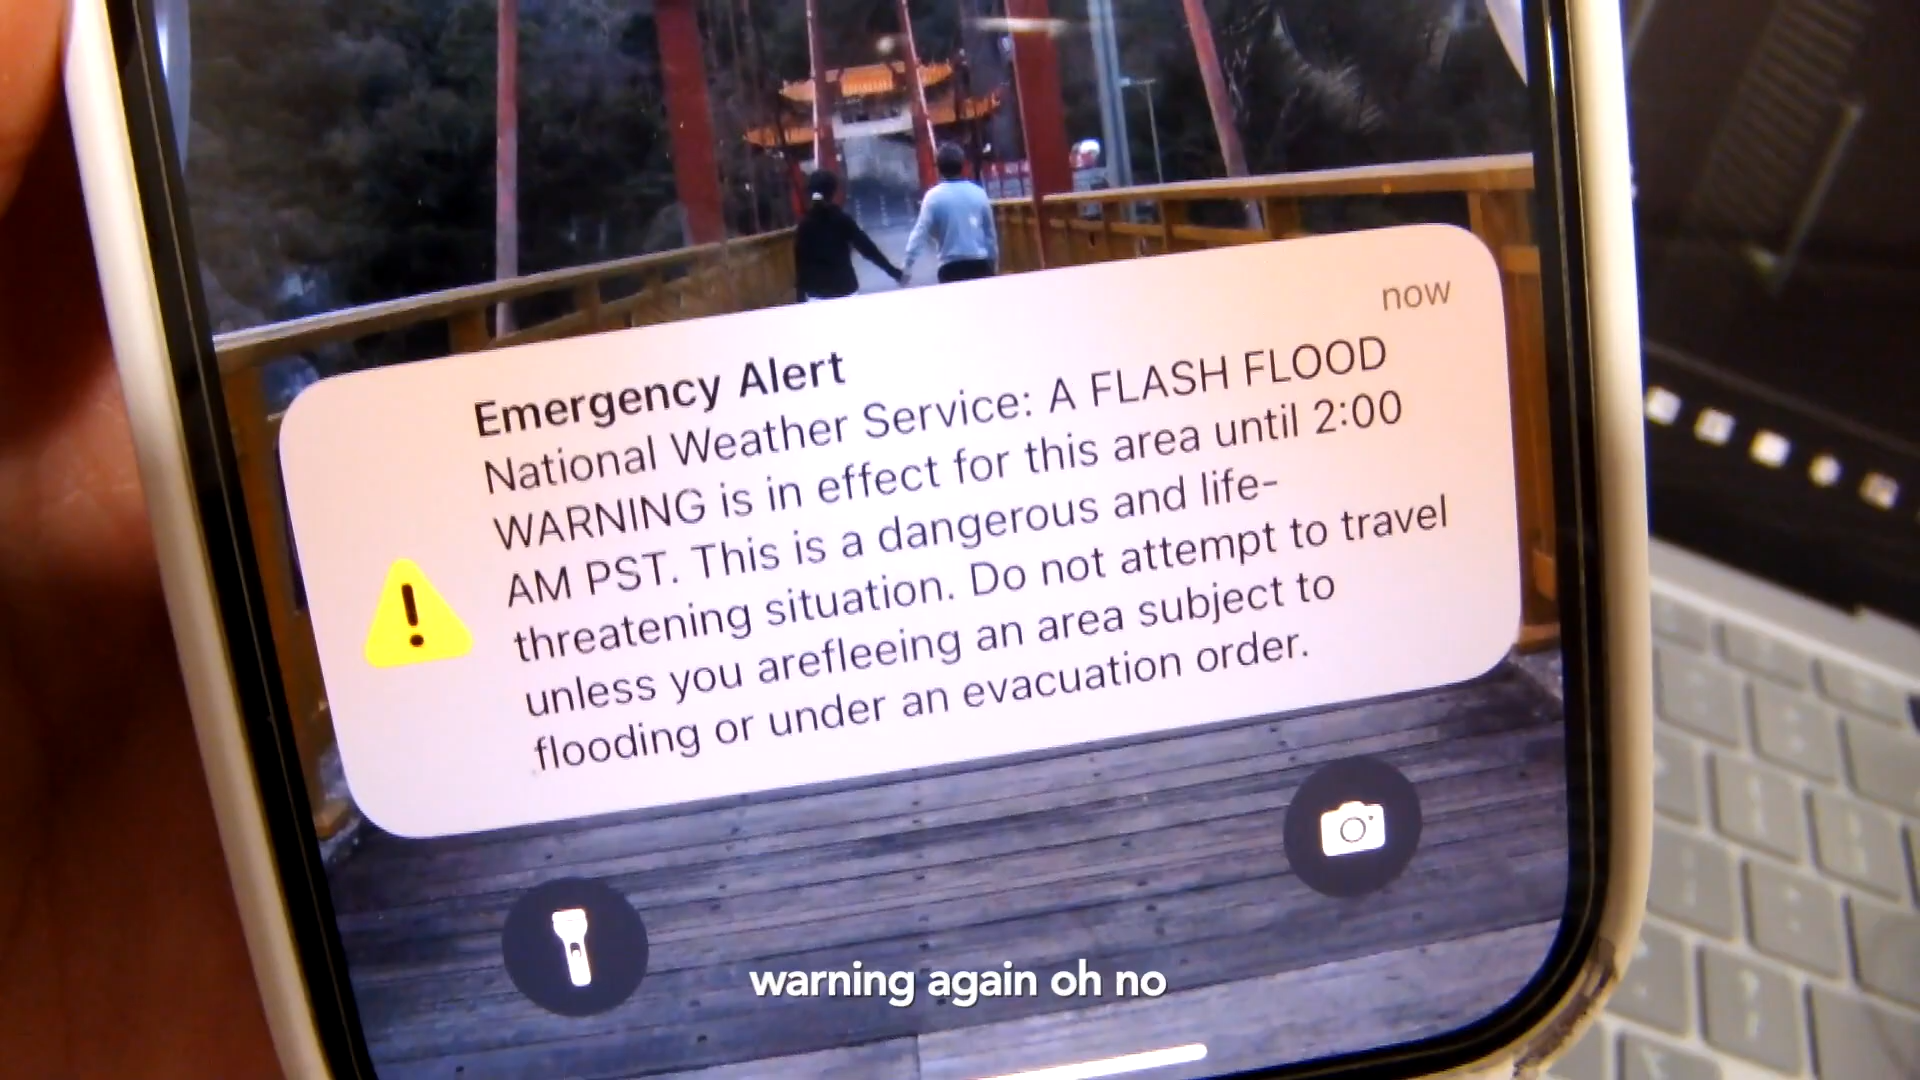 now
Emergency Alert
National Weather Service: A FLASH FLOOD
WARNING is in effect for this area until 2:00
AM PST. This is a dangerous and life-
threatening situation. Do not attempt to travel
unless you arefleeing an area subject to
flooding or under an evacuation order.
warning again oh no